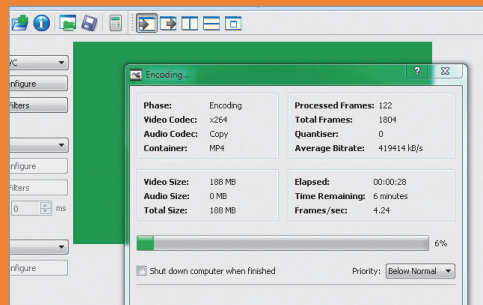 VC
nfigure
Filters
nfigure
Filters
0 ms
nfigure
Encoding...
?
Phase: Encoding
Video Codec: x264
Audio Codec: Copy
Container: MP4
Processed Frames: 122
Total Frames: 1804
Quantiser: 0
Average Bitrate: 419414 kB/s
Video Size: 188 MB
Audio Size: 0 MB
Total Size: 188 MB
Elapsed: 00:00:28
Time Remaining: 6 minutes
Frames/sec: 4.24
6%
Shut down computer when finished
Priority: Below Normal